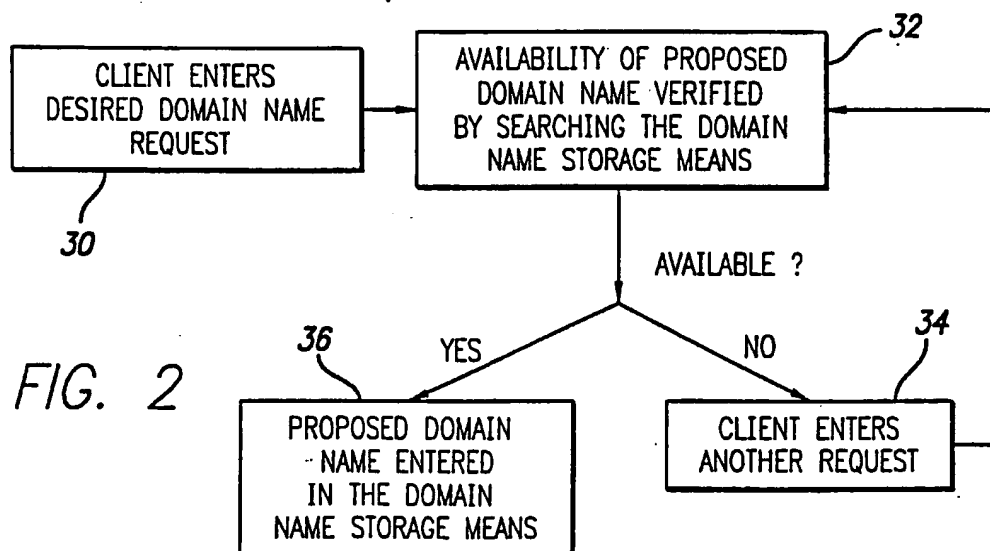 32
CLIENT ENTERS
DESIRED DOMAIN NAME
REQUEST
AVAILABILITY OF PROPOSED
DOMAIN NAME VERIFIED
BY SEARCHING THE DOMAIN
NAME STORAGE MEANS
30
AVAILABLE ?
36
YES
NO
34
FIG. 2
PROPOSED DOMAIN
NAME ENTERED
IN THE DOMAIN
NAME STORAGE MEANS
CLIENT ENTERS
ANOTHER REQUEST